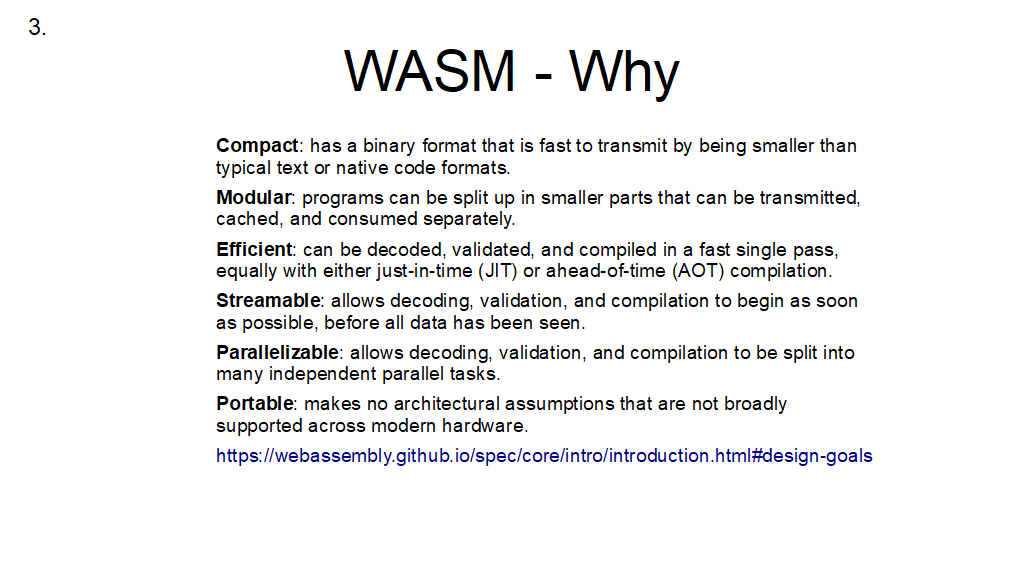 3.
WASM - Why
Compact: has a binary format that is fast to transmit by being smaller than
typical text or native code formats.
Modular: programs can be split up in smaller parts that can be transmitted,
cached, and consumed separately.
Efficient: can be decoded, validated, and compiled in a fast single pass,
equally with either just-in-time (JIT) or ahead-of-time (AOT) compilation.
Streamable: allows decoding, validation, and compilation to begin as soon
as possible, before all data has been seen.
Parallelizable: allows decoding, validation, and compilation to be split into
many independent parallel tasks.
Portable: makes no architectural assumptions that are not broadly
supported across modern hardware.
https://webassembly.github.io/spec/core/intro/introduction.html#design-goals